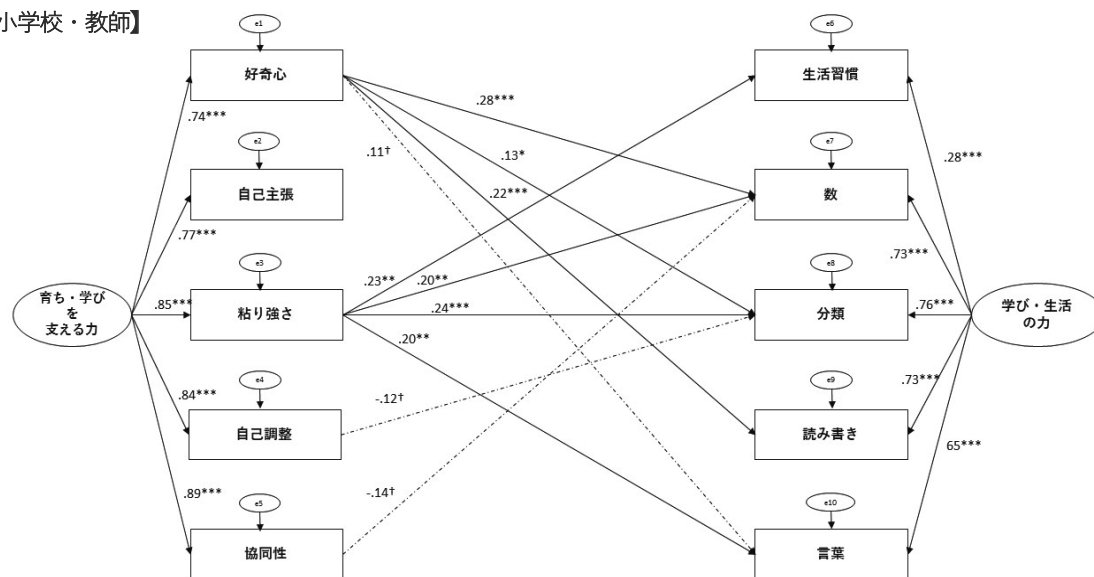 小学校・教師】
e1
好奇心
.74***
e2
自己主張
.77***
e3
粘り強さ
.85***
育ち・学び
を
支える力
e4
自己調整
.84***
e5
協同性
.89***
.28***
.11†
.13*
.22***
.23**
.20**
.24***
.20**
-.12†
-.14†
e6
生活習慣
.28***
e7
数
.73***
e8
分類
.76***
学び・生活
の力
e9
読み書き
.73***
e10
言葉
65***